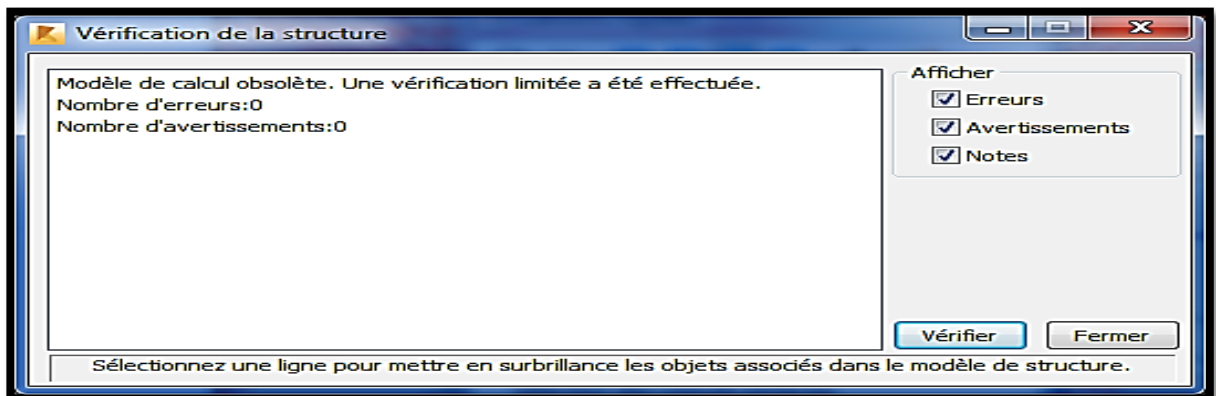 Vérification de la structure
Modèle de calcul obsolète. Une vérification limitée a été effectuée.
Nombre d'erreurs:0
Nombre d'avertissements:0
Afficher
Erreurs
Avertissements
Notes
Vérifier
Fermer
Sélectionnez une ligne pour mettre en surbrillance les objets associés dans le modèle de structure.